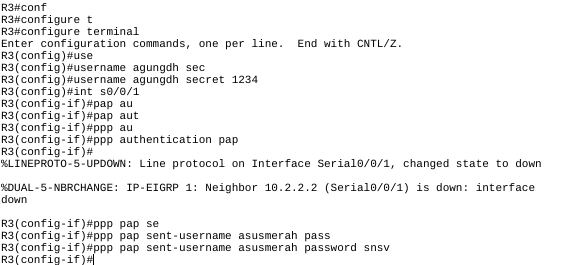 R3#conf
R3#configure t
R3#configure terminal
Enter configuration commands, one per line.  End with CNTL/Z.
R3(config)#use
R3(config)#username agungdh sec
R3(config)#username agungdh secret 1234
R3(config)#int s0/0/1
R3(config-if)#pap au
R3(config-if)#pap aut
R3(config-if)#ppp au
R3(config-if)#ppp authentication pap
R3(config-if)#
%LINEPROTO-5-UPDOWN: Line protocol on Interface Serial0/0/1, changed state to down
%DUAL-5-NBRCHANGE: IP-EIGRP 1: Neighbor 10.2.2.2 (Serial0/0/1) is down: interface
down
R3(config-if)#ppp pap se
R3(config-if)#ppp pap sent-username asusmerah pass
R3(config-if)#ppp pap sent-username asusmerah password snsv
R3(config-if)#